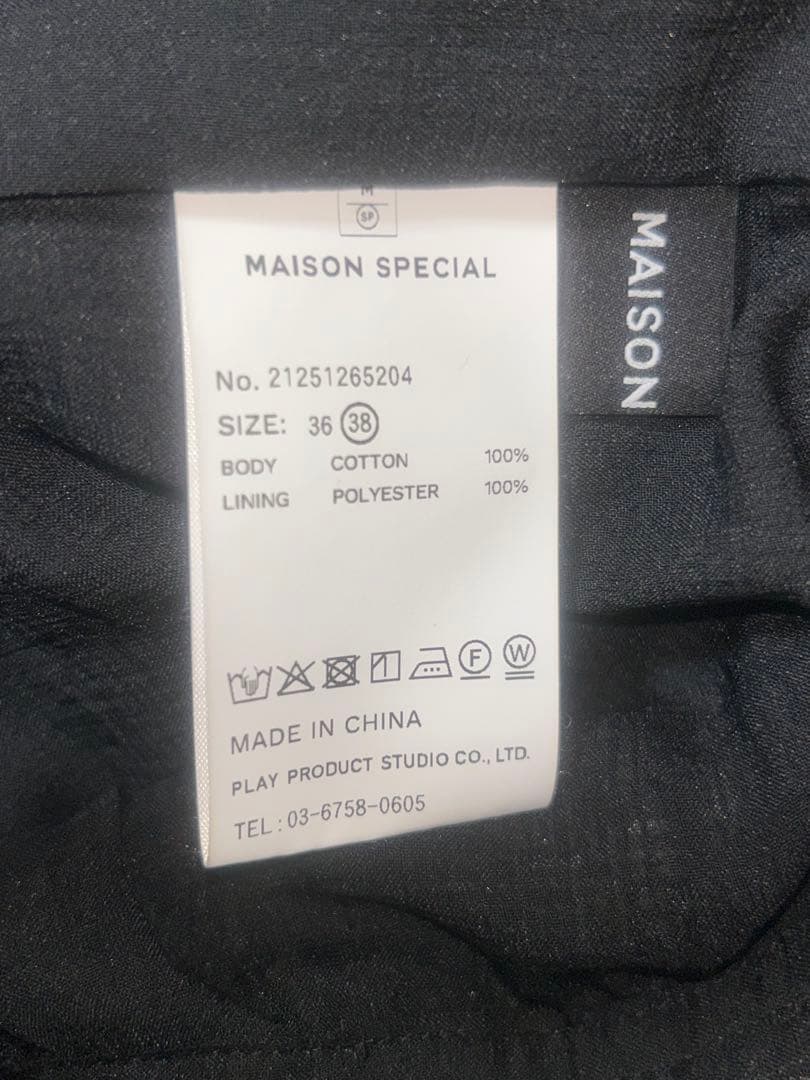 M
SP
MAISON SPECIAL
No. 21251265204
SIZE: 36 38
BODY COTTON 100%
LINING POLYESTER 100%
F W
MADE IN CHINA
PLAY PRODUCT STUDIO CO., LTD.
TEL : 03-6758-0605
MAISON